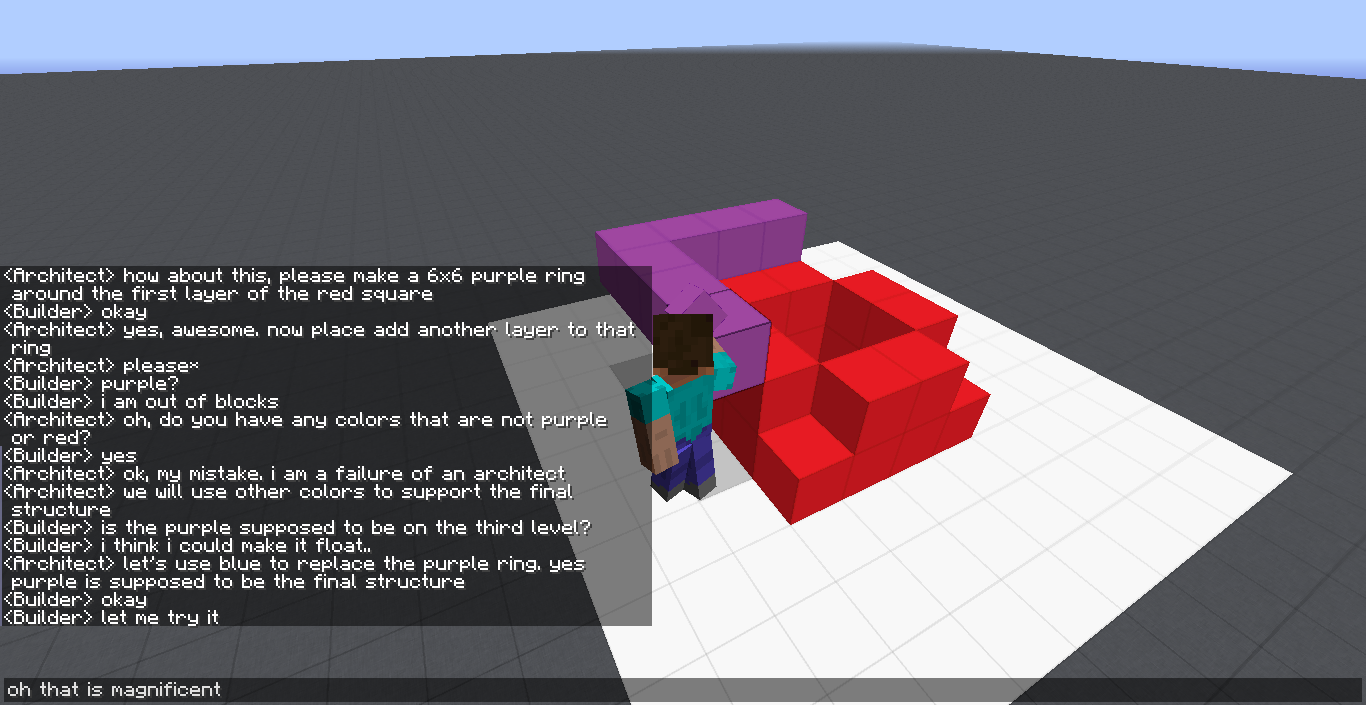 <Architect> how about this, please make a 6x6 purple ring
around the first layer of the red square
<Builder> okay
<Architect> yes, awesome. now place add another layer to that
ring
<Architect> please*
<Builder> purple?
<Builder> i am out of blocks
<Architect> oh, do you have any colors that are not purple
or red?
<Builder> yes
<Architect> ok, my mistake. i am a failure of an architect
<Architect> we will use other colors to support the final
structure
<Builder> is the purple supposed to be on the third level?
<Builder> i think i could make it float..
<Architect> let's use blue to replace the purple ring. yes
purple is supposed to be the final structure
<Builder> okay
<Builder> let me try it
oh that is magnificent